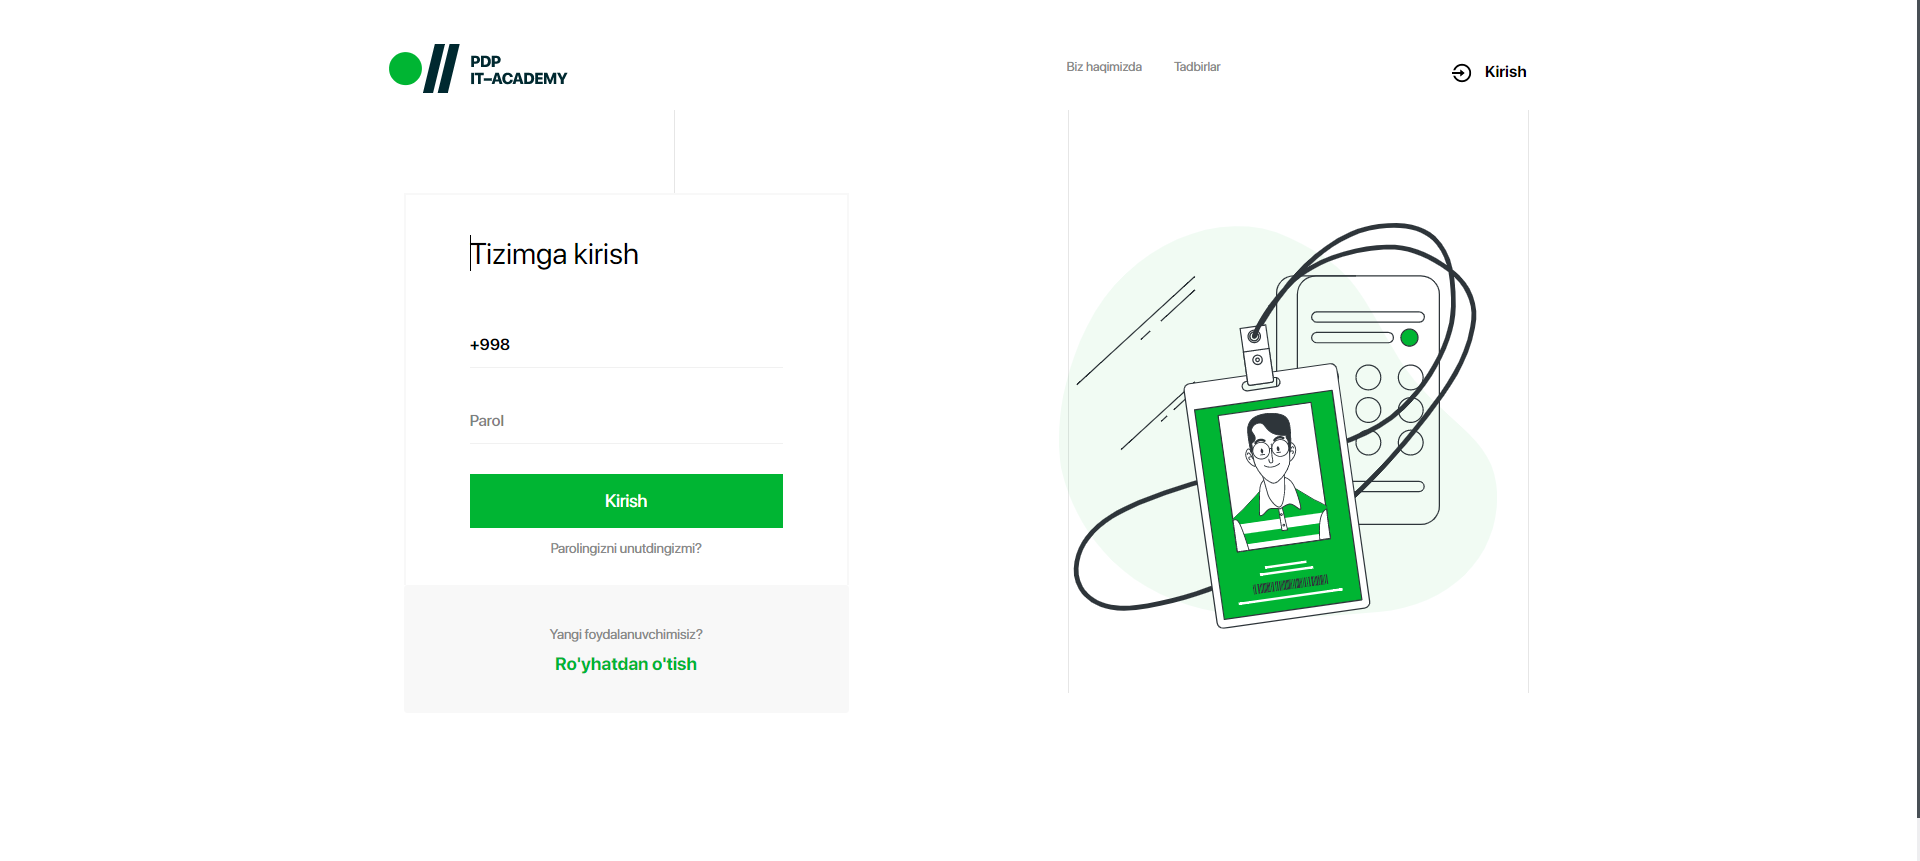 PDP
IT-ACADEMY
Biz haqimizda
Tadbirlar
Kirish
Tizimga kirish
+998
Parol
Kirish
Parolingizni unutdingizmi?
Yangi foydalanuvchimisiz?
Ro'yhatdan o'tish